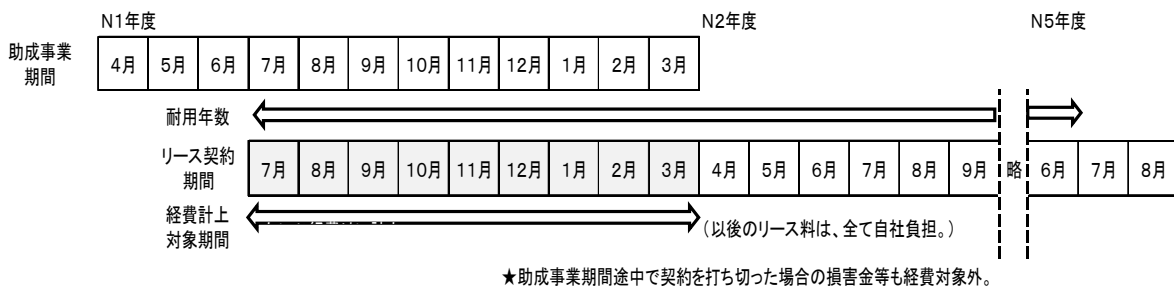 N1年度 N2年度 N5年度
助成事業
期間
4月 5月 6月 7月 8月 9月 10月 11月 12月 1月 2月 3月
耐用年数
リース契約
期間
7月 8月 9月 10月 11月 12月 1月 2月 3月 4月 5月 6月 7月 8月 9月 略 6月 7月 8月
経費計上
対象期間
(以後のリース料は、全て自社負担。)
★助成事業期間途中で契約を打ち切った場合の損害金等も経費対象外。